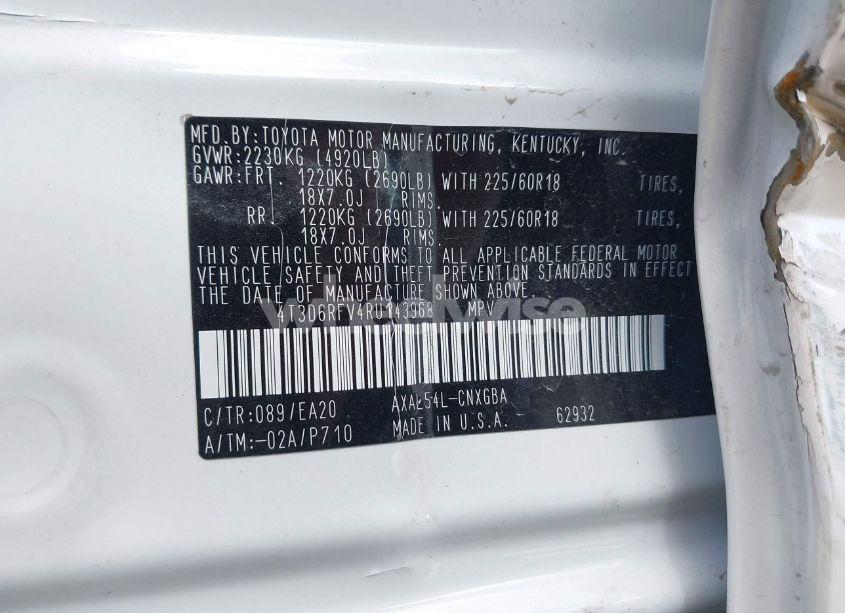 MFD.BY:TOYOTA MOTOR MANUFACTURING, KENTUCKY, INC.
GVWR:2230KG (4920LB)
GAWR:FRT. 1220KG (2690LB) WITH 225/60R18 TIRES,
18X7.0J RIMS.
RR. 1220KG (2690LB) WITH 225/60R18 TIRES,
18X7.0J RIMS.
THIS VEHICLE CONFORMS TO ALL APPLICABLE FEDERAL MOTOR
VEHICLE SAFETY AND THEFT PREVENTION STANDARDS IN EFFECT
THE DATE OF MANUFACTURE SHOWN ABOVE.
4T3D6RFV4RU143968 MPV
C/TR:089/EA20 AXAL54L-CNXGBA
A/TM:-02A/P710 MADE IN U.S.A. 62932